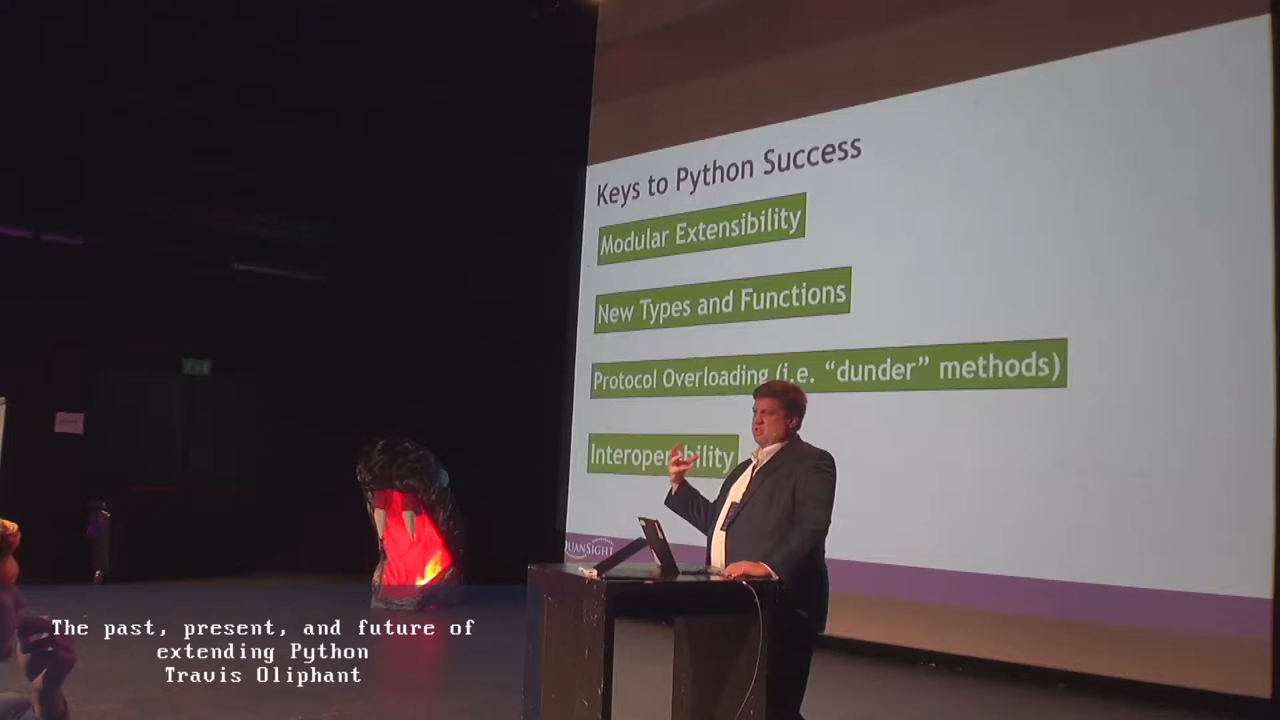 Keys to Python Success
Modular Extensibility
New Types and Functions
Protocol Overloading (i.e. “dunder” methods)
Interoperability
QUANSIGHT
The past, present, and future of
extending Python
Travis Oliphant